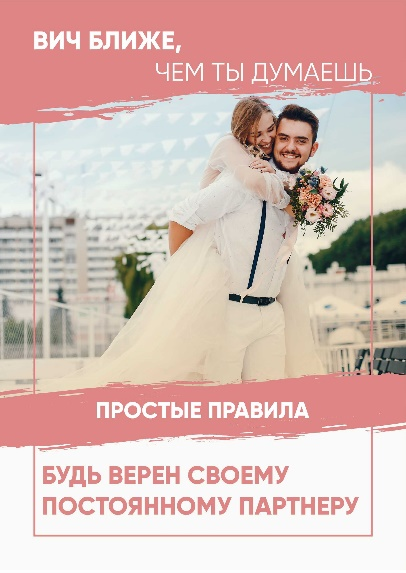 ВИЧ БЛИЖЕ,
ЧЕМ ТЫ ДУМАЕШЬ
ПРОСТЫЕ ПРАВИЛА
БУДЬ ВЕРЕН СВОЕМУ
ПОСТОЯННОМУ ПАРТНЕРУ